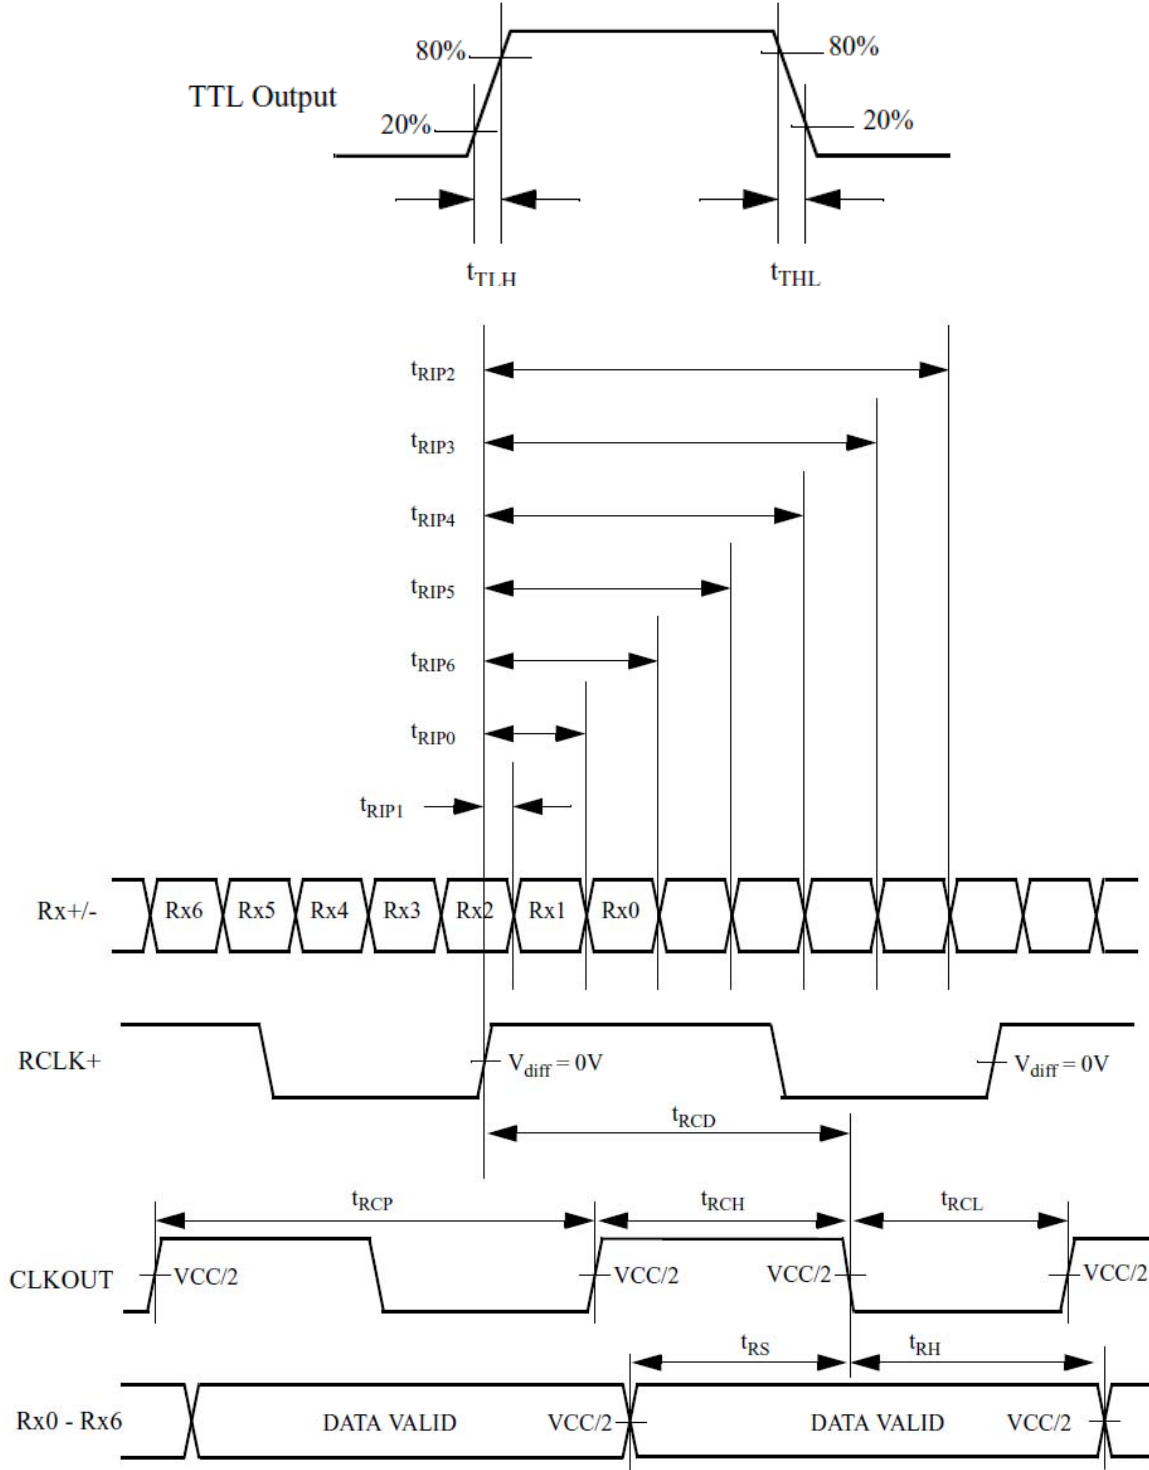 80% 80%
TTL Output
20% 20%
tTLH tTHL
tRIP2
tRIP3
tRIP4
tRIP5
tRIP6
tRIP0
tRIP1
Rx+/- Rx6 Rx5 Rx4 Rx3 Rx2 Rx1 Rx0
RCLK+ Vdiff = 0V Vdiff = 0V
tRCD
tRCP tRCH tRCL
CLKOUT VCC/2 VCC/2 VCC/2 VCC/2
tRS tRH
Rx0 - Rx6 DATA VALID VCC/2 DATA VALID VCC/2